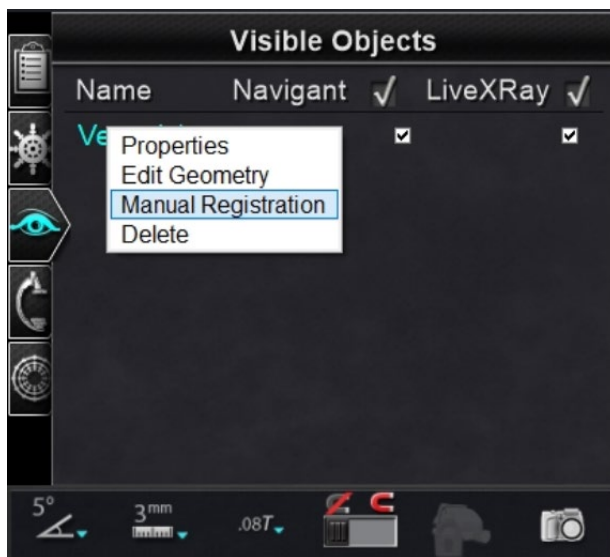 Visible Objects
Name Navigant LiveXRay
Properties
Edit Geometry
Manual Registration
Delete
5° 3mm .08T